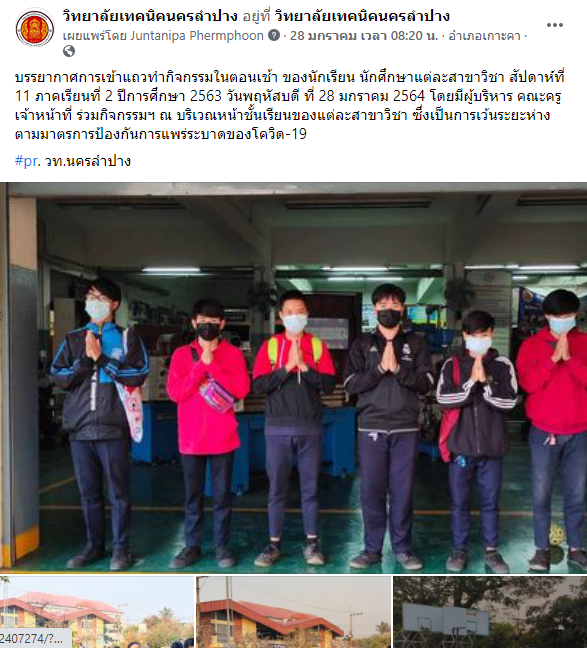 วิทยาลัยเทคนิคนครลำปาง อยู่ที่ วิทยาลัยเทคนิคนครลำปาง
เผยแพร่โดย Juntanipa Phermphoon · 28 มกราคม เวลา 08:20 น. · อำเภอเกาะคา ·
บรรยากาศการเข้าแถวทำกิจกรรมในตอนเช้า ของนักเรียน นักศึกษาแต่ละสาขาวิชา สัปดาห์ที่
11 ภาคเรียนที่ 2 ปีการศึกษา 2563 วันพฤหัสบดี ที่ 28 มกราคม 2564 โดยมีผู้บริหาร คณะครู
เจ้าหน้าที่ ร่วมกิจกรรมฯ ณ บริเวณหน้าชั้นเรียนของแต่ละสาขาวิชา ซึ่งเป็นการเว้นระยะห่าง
ตามมาตรการป้องกันการแพร่ระบาดของโควิด-19
#pr. วท.นครลำปาง
2407274/?...